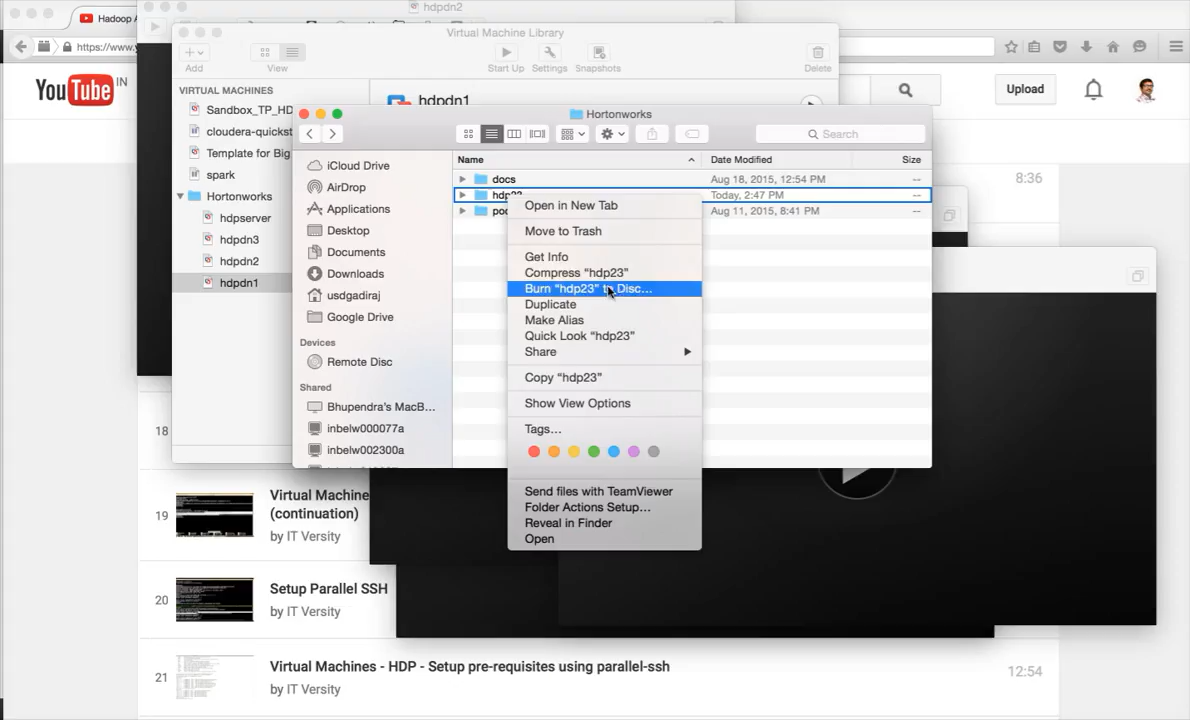 hdpdn2
Hadoop A
Virtual Machine Library
https://www.y
Add
View
Start Up
Settings
Snapshots
Delete
YouTube IN
Upload
VIRTUAL MACHINES
Sandbox_TP_HD
cloudera-quickst
Template for Big
spark
Hortonworks
hdpserver
hdpdn3
hdpdn2
hdpdn1
hdpdn1
Hortonworks
Search
iCloud Drive
AirDrop
Applications
Desktop
Documents
Downloads
usdgadiraj
Google Drive
Devices
Remote Disc
Shared
Bhupendra's MacB...
inbelw000077a
inbelw002300a
Name Date Modified Size
docs Aug 18, 2015, 12:54 PM --
hdp23 Today, 2:47 PM --
Aug 11, 2015, 8:41 PM --
Open in New Tab
Move to Trash
Get Info
Compress “hdp23”
Burn “hdp23” to Disc...
Duplicate
Make Alias
Quick Look “hdp23”
Share
Copy “hdp23”
Show View Options
Tags...
Send files with TeamViewer
Folder Actions Setup...
Reveal in Finder
Open
8:36
18
19
Virtual Machine
(continuation)
by IT Versity
20
Setup Parallel SSH
by IT Versity
21
Virtual Machines - HDP - Setup pre-requisites using parallel-ssh
by IT Versity
12:54